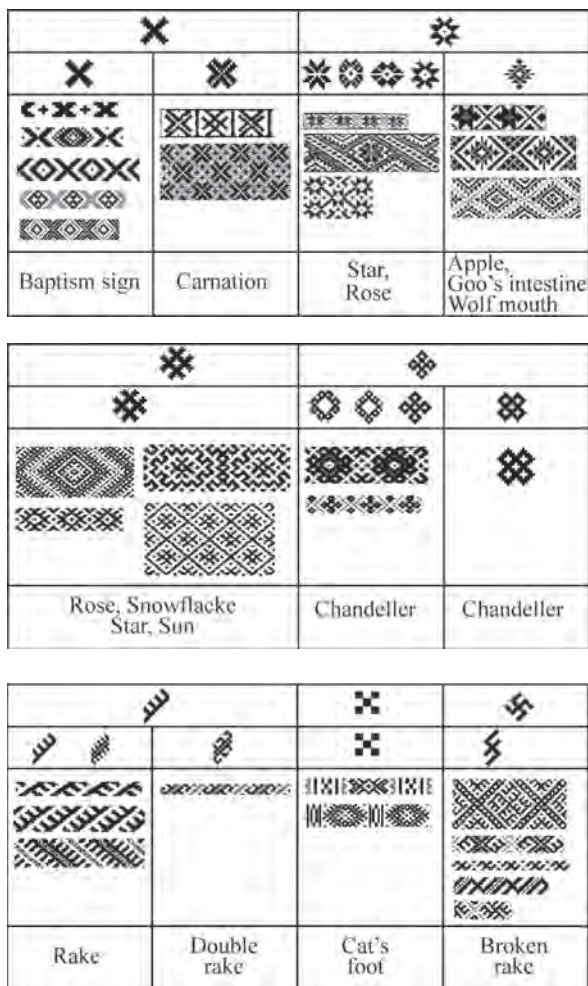 Baptism sign
Carnation
Star,
Rose
Apple,
Goo's intestine
Wolf mouth
Rose, Snowflacke
Star, Sun
Chandeller
Chandeller
Rake
Double
rake
Cat's
foot
Broken
rake